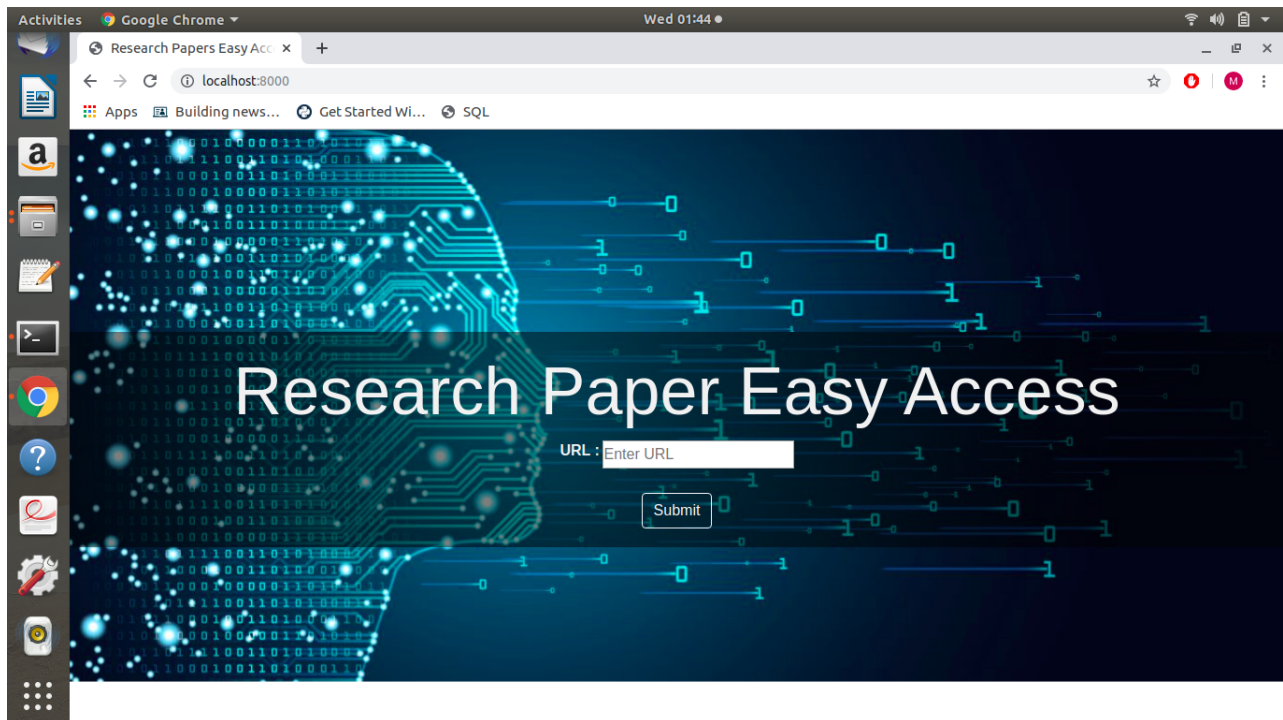 Activities Google Chrome Wed 01:44
Research Papers Easy Acc
localhost:8000 M
Apps Building news... Get Started Wi... SQL
Research Paper Easy Access
URL : Enter URL
Submit